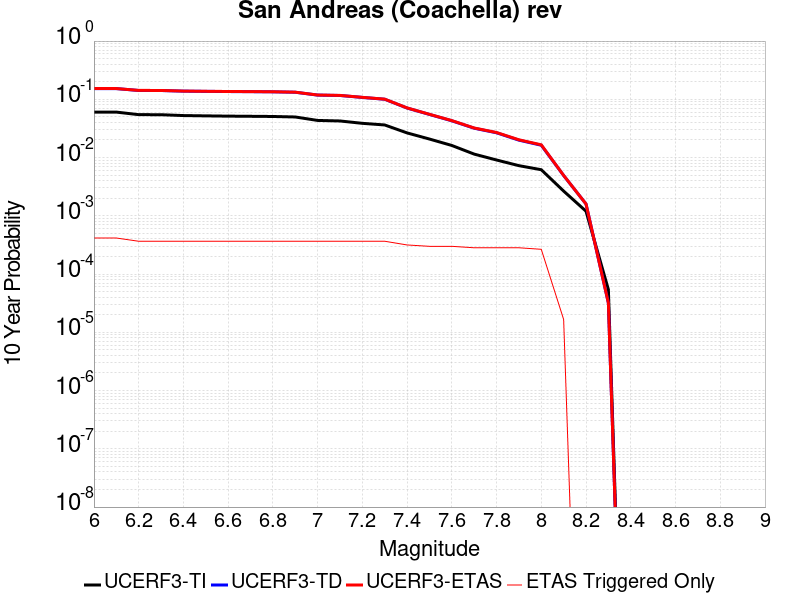 San Andreas (Coachella) rev
10 Year Probability
10^0
10^-1
10^-2
10^-3
10^-4
10^-5
10^-6
10^-7
10^-8
6 6.2 6.4 6.6 6.8 7 7.2 7.4 7.6 7.8 8 8.2 8.4 8.6 8.8 9
Magnitude
UCERF3-TI UCERF3-TD UCERF3-ETAS ETAS Triggered Only